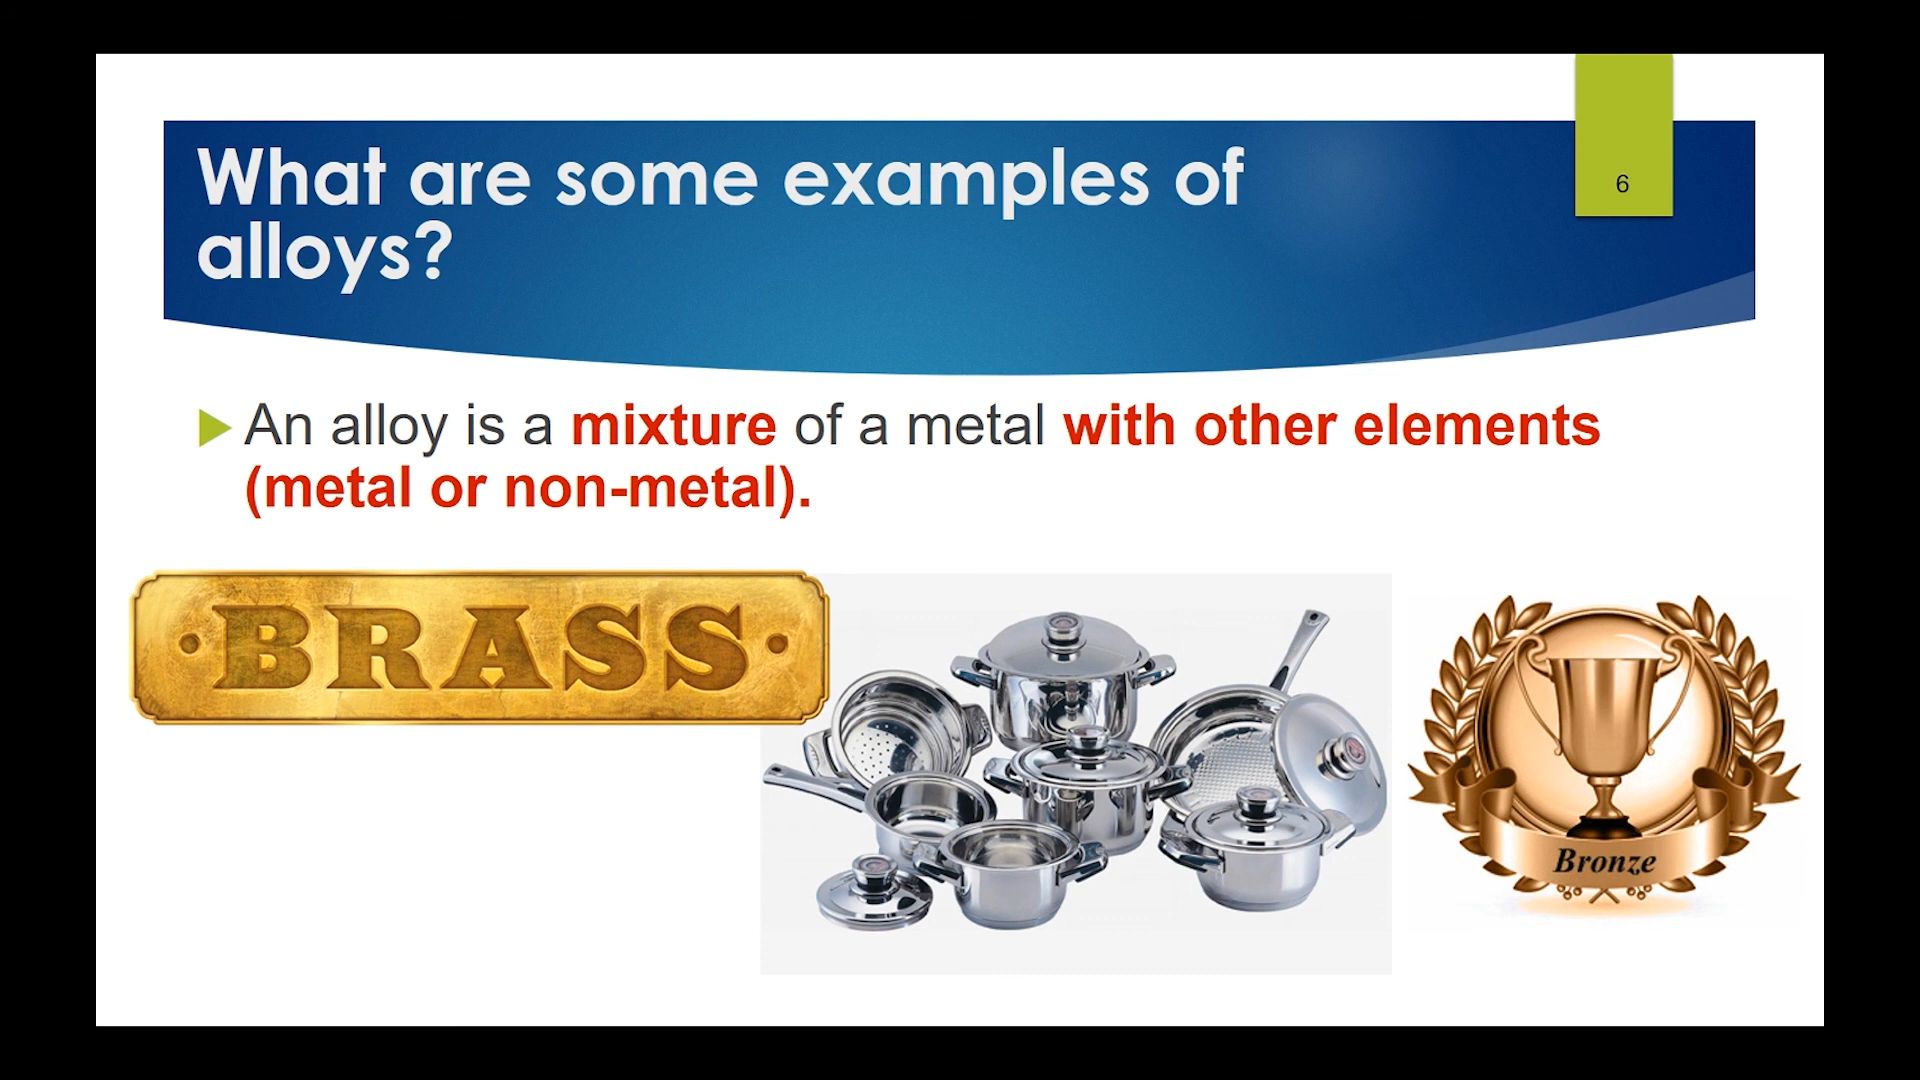 6
What are some examples of
alloys?
An alloy is a mixture of a metal with other elements
(metal or non-metal).
·BRASS·
Bronze